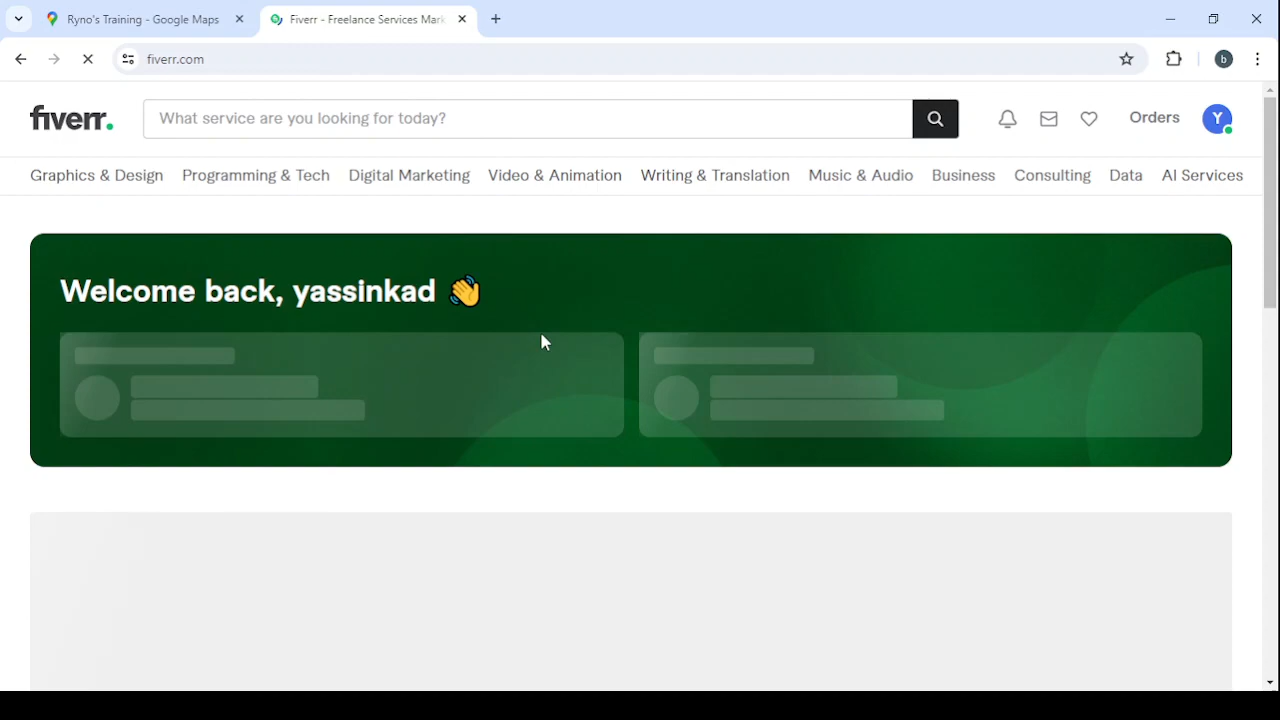 Ryno's Training - Google Maps
Fiverr - Freelance Services Mark
fiverr.com
fiverr.
What service are you looking for today?
Orders
Y
b
Graphics & Design Programming & Tech Digital Marketing Video & Animation Writing & Translation Music & Audio Business Consulting Data AI Services
Welcome back, yassinkad 👋